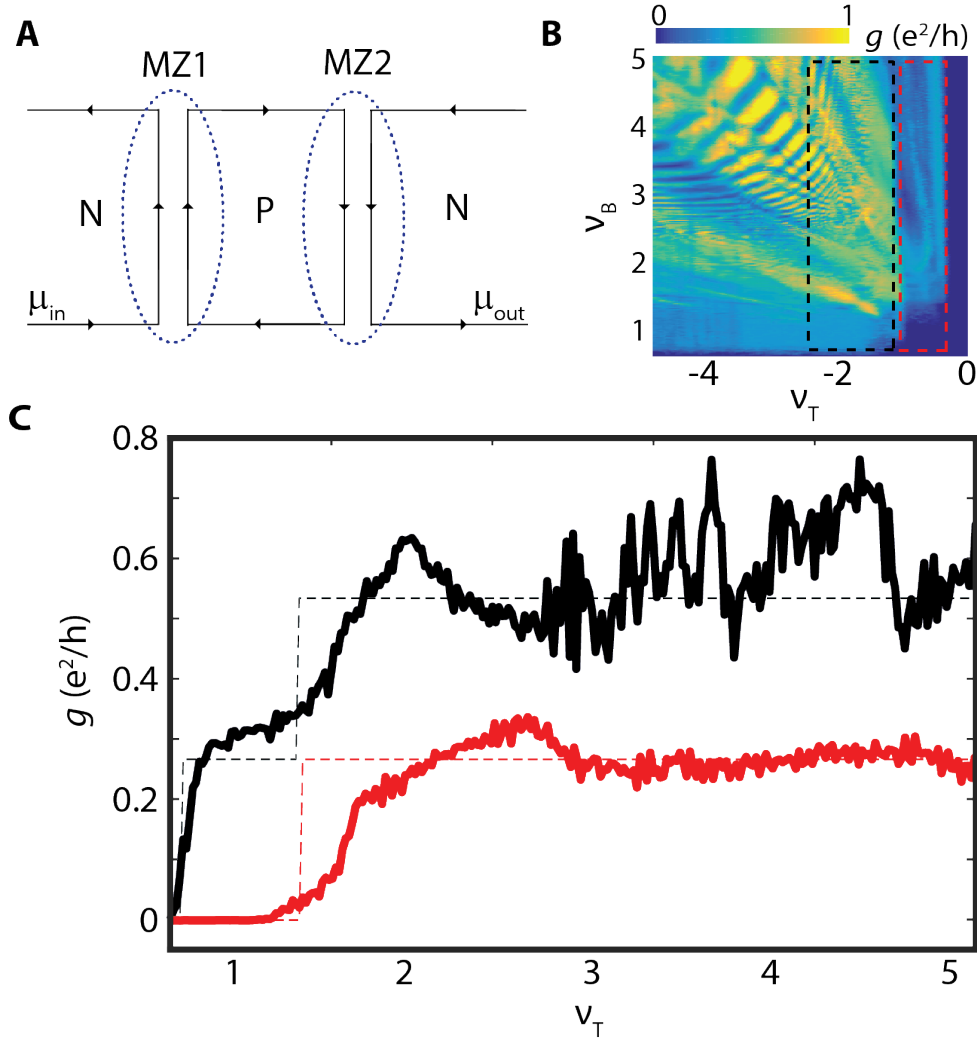 A
MZ1 MZ2
N P N
μin μout
B
0 1
g (e²/h)
5
4
3
2
1
νB
-4 -2 0
νT
C
0.8
0.6
0.4
0.2
0
g (e²/h)
1 2 3 4 5
νT